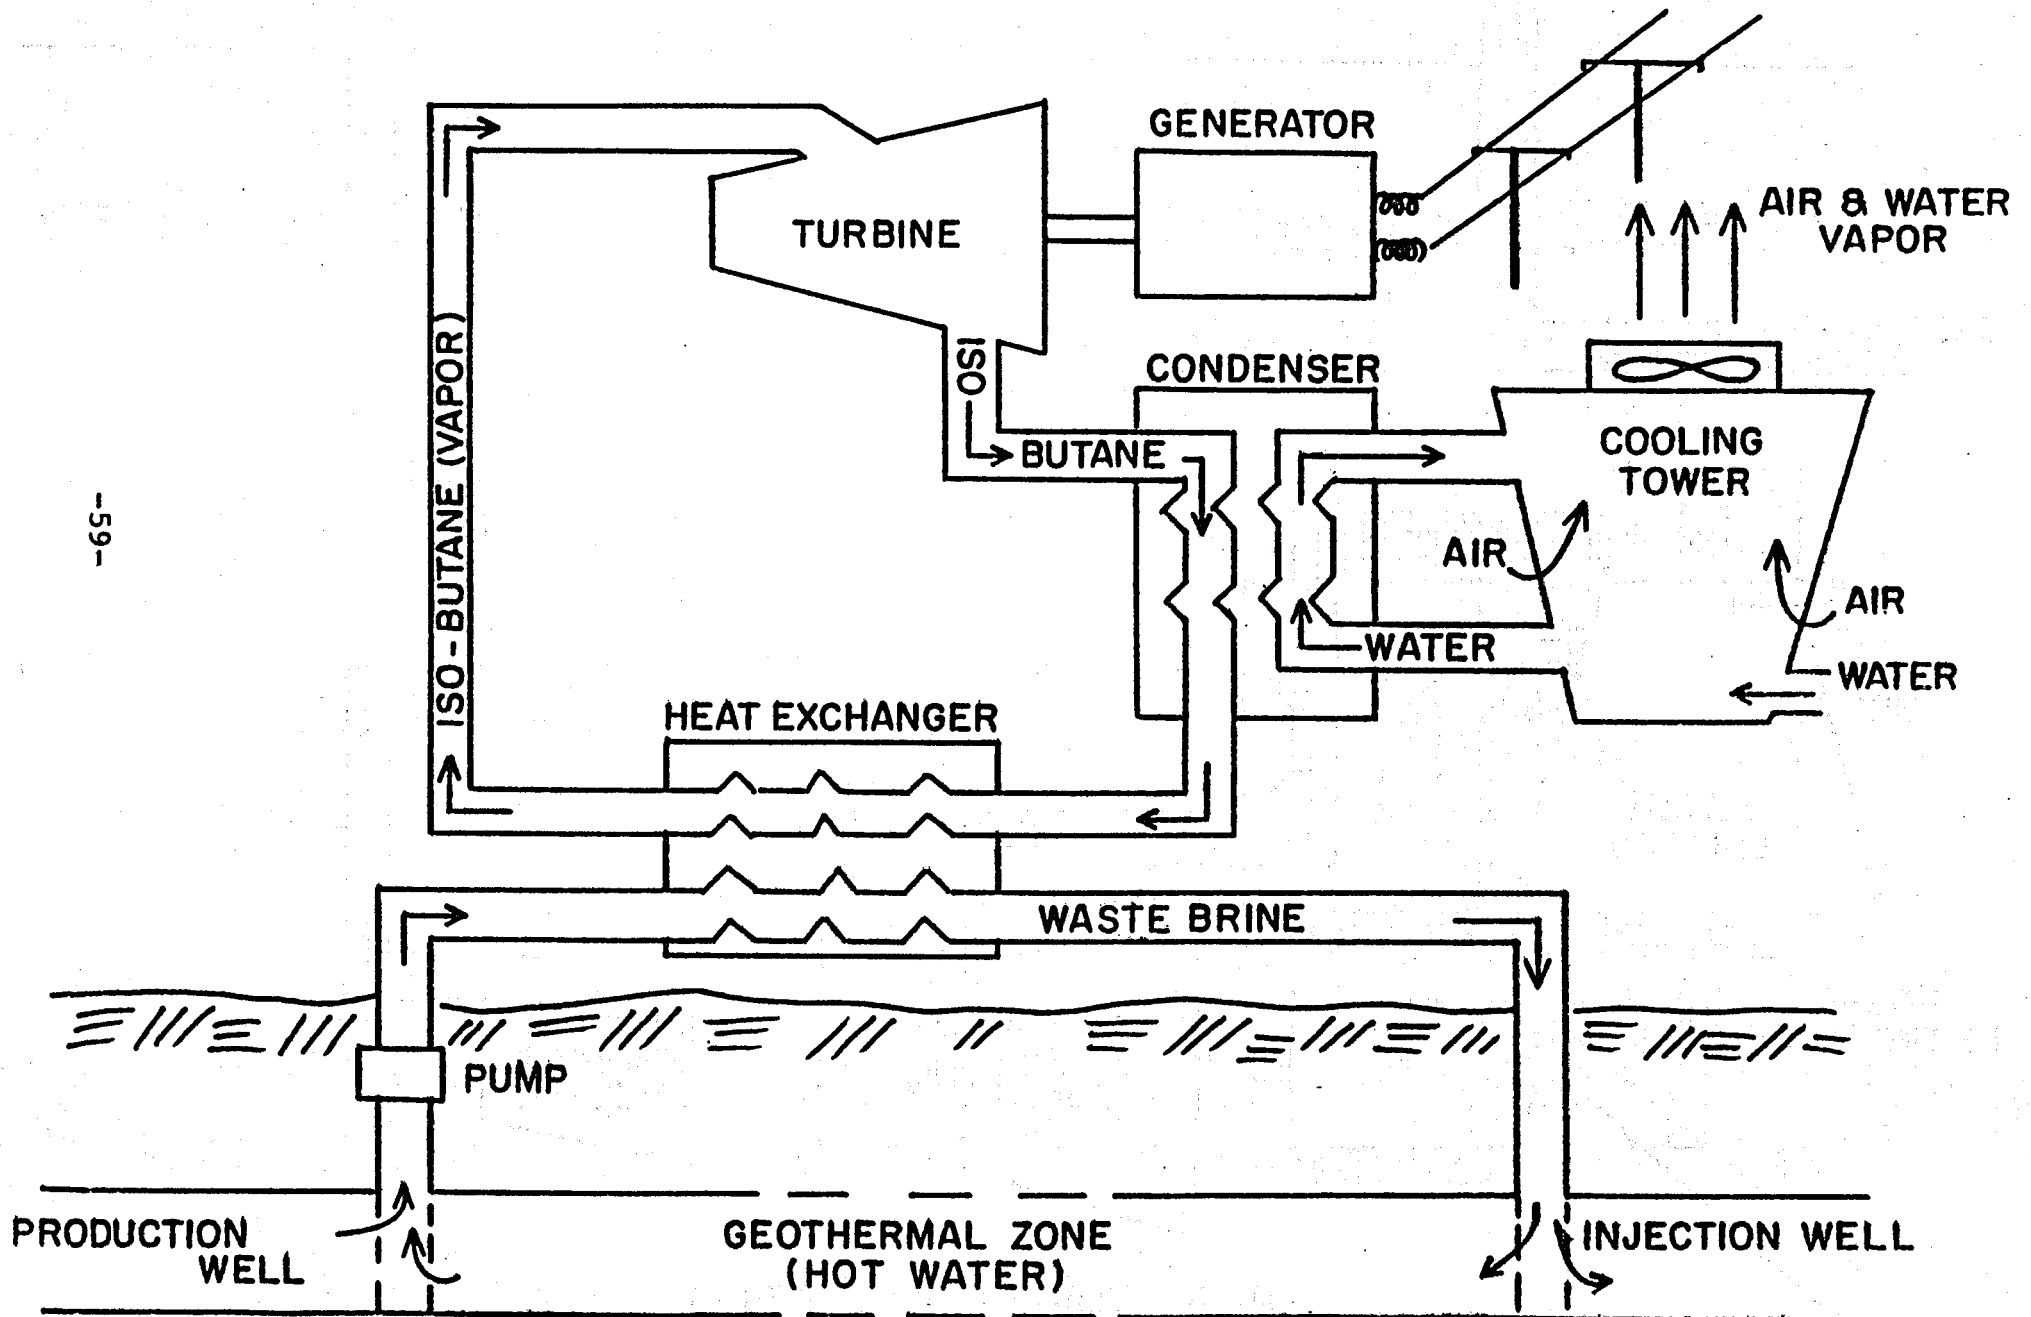 GENERATOR
AIR & WATER
VAPOR
TURBINE
ISO
CONDENSER
BUTANE
COOLING
TOWER
ISO-BUTANE (VAPOR)
-59-
AIR
AIR
WATER
WATER
HEAT EXCHANGER
WASTE BRINE
PUMP
PRODUCTION
WELL
GEOTHERMAL ZONE
(HOT WATER)
INJECTION WELL